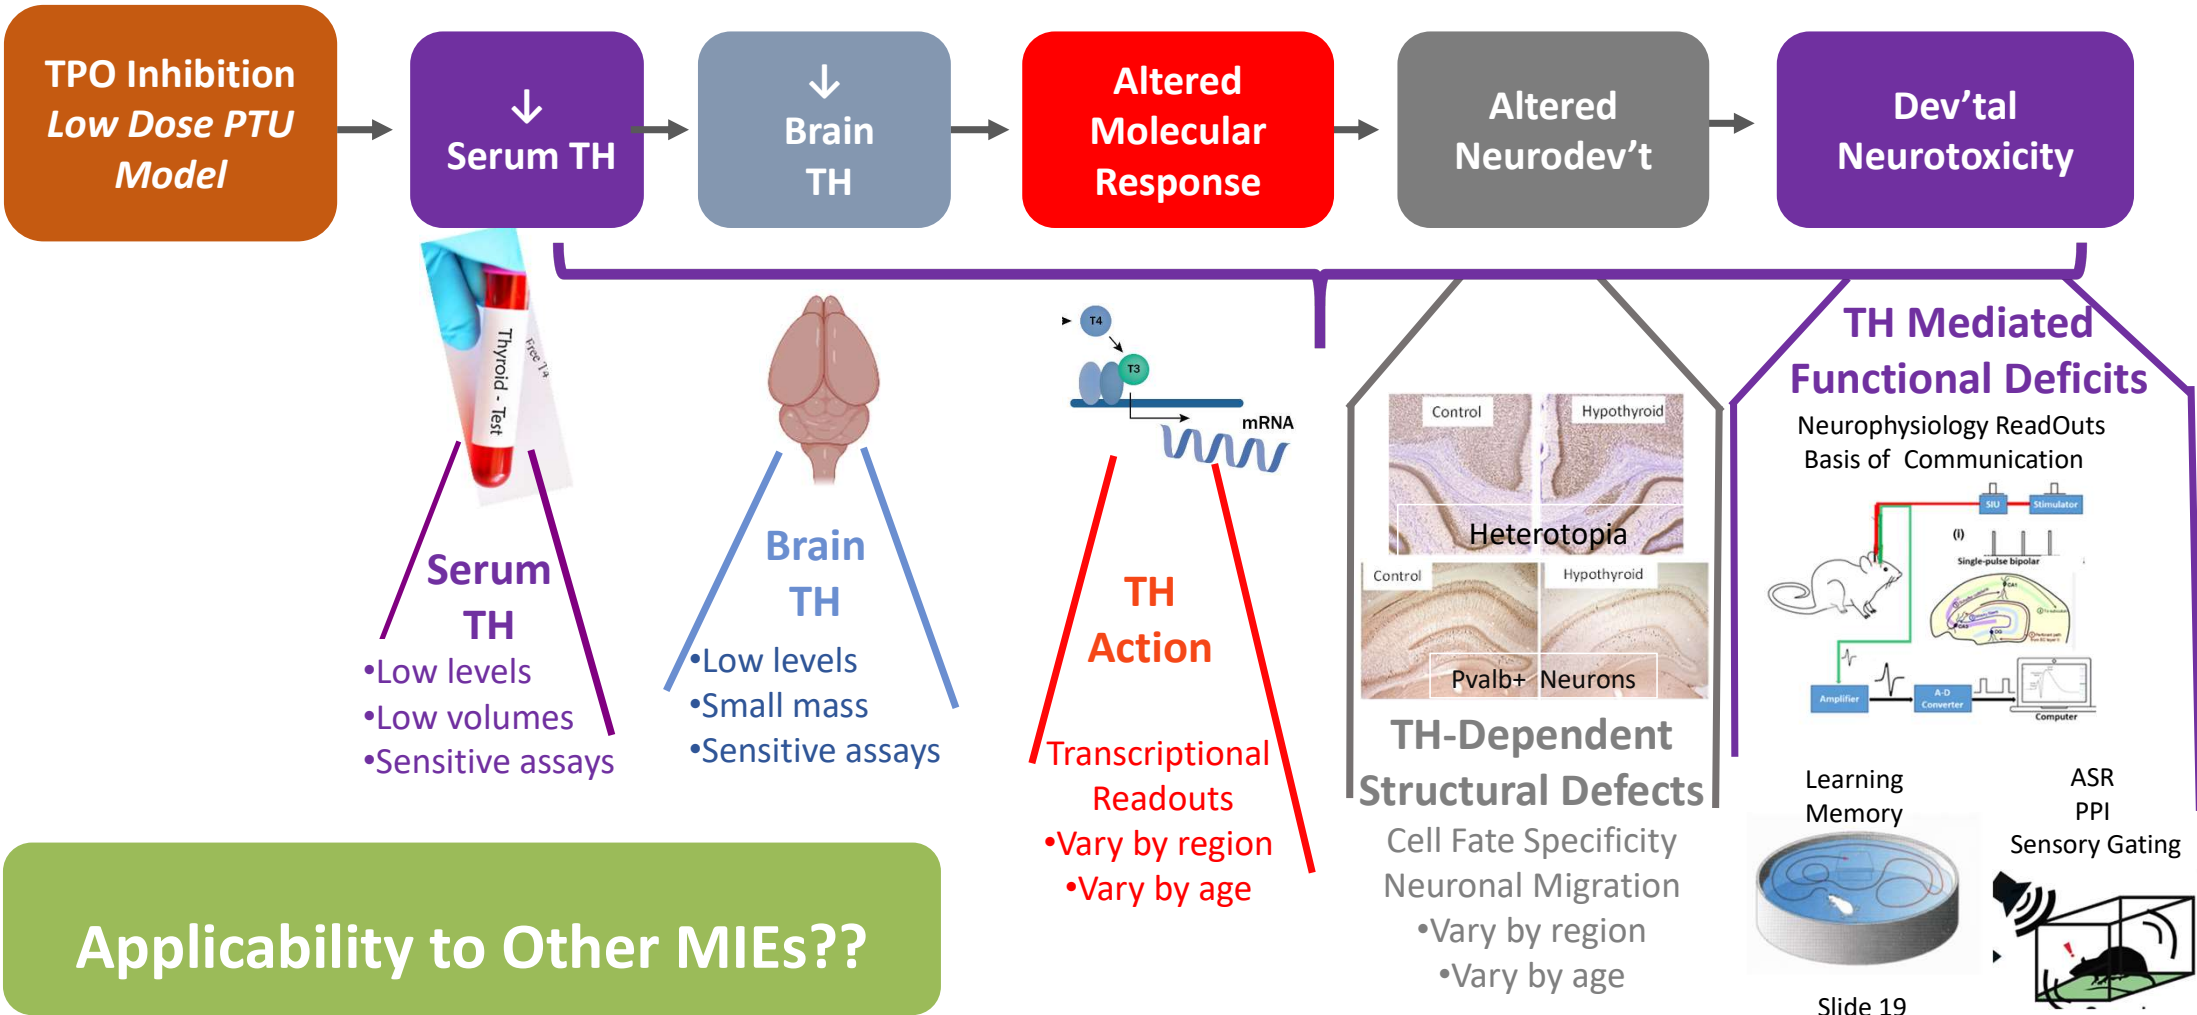 TPO Inhibition
Low Dose PTU
Model
↓
Serum TH
↓
Brain
TH
Altered
Molecular
Response
Altered
Neurodev't
Dev'tal
Neurotoxicity
Thyroid - Test
Free T4
Serum
TH
•Low levels
•Low volumes
•Sensitive assays
Brain
TH
•Low levels
•Small mass
•Sensitive assays
T4
T3
mRNA
TH
Action
Transcriptional
Readouts
•Vary by region
•Vary by age
Control
Hypothyroid
Heterotopia
Control
Hypothyroid
Pvalb+ Neurons
TH-Dependent
Structural Defects
Cell Fate Specificity
Neuronal Migration
•Vary by region
•Vary by age
TH Mediated
Functional Deficits
Neurophysiology ReadOuts
Basis of Communication
SIU
Stimulator
(i)
Single-pulse bipolar
CA1
CA3
DG
Amplifier
A-D
Converter
Computer
Learning
Memory
ASR
PPI
Sensory Gating
Applicability to Other MIEs??
Slide 19